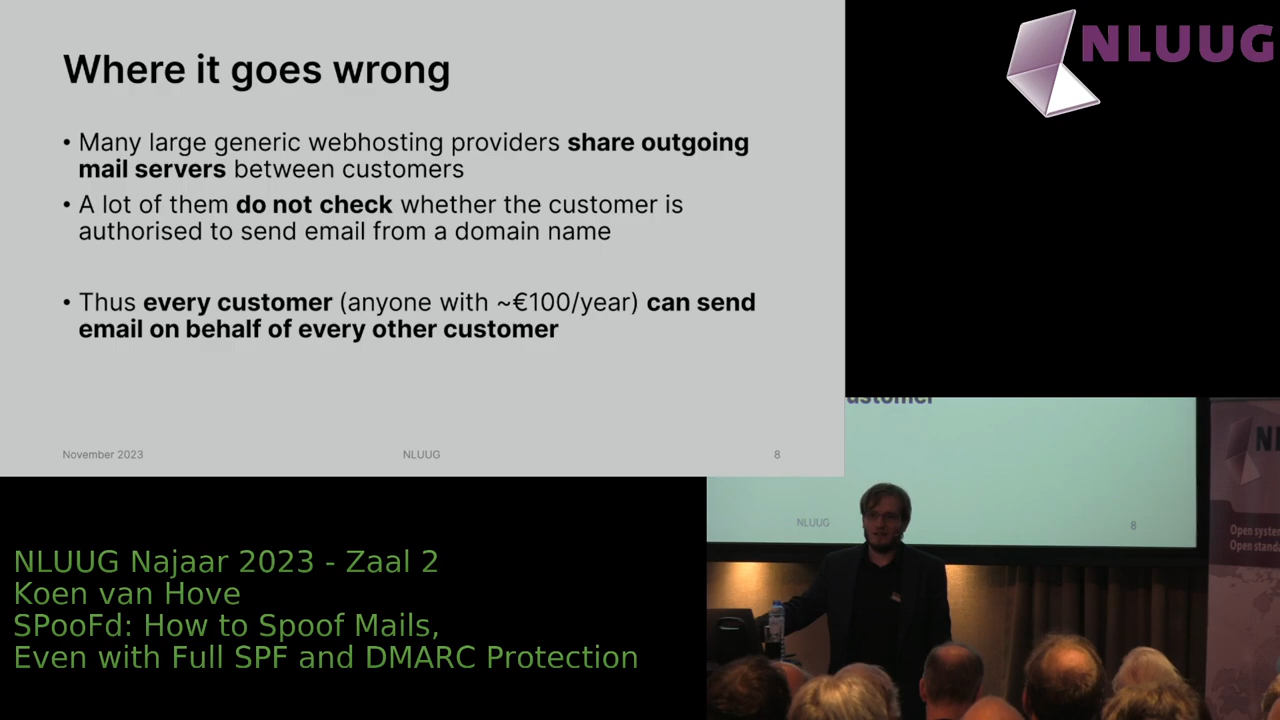 Where it goes wrong
• Many large generic webhosting providers share outgoing
mail servers between customers
• A lot of them do not check whether the customer is
authorised to send email from a domain name
• Thus every customer (anyone with ~€100/year) can send
email on behalf of every other customer
November 2023
NLUUG
8
NLUUG
NLUUG
8
Open
Open
NLUUG Najaar 2023 - Zaal 2
Koen van Hove
SPooFd: How to Spoof Mails,
Even with Full SPF and DMARC Protection